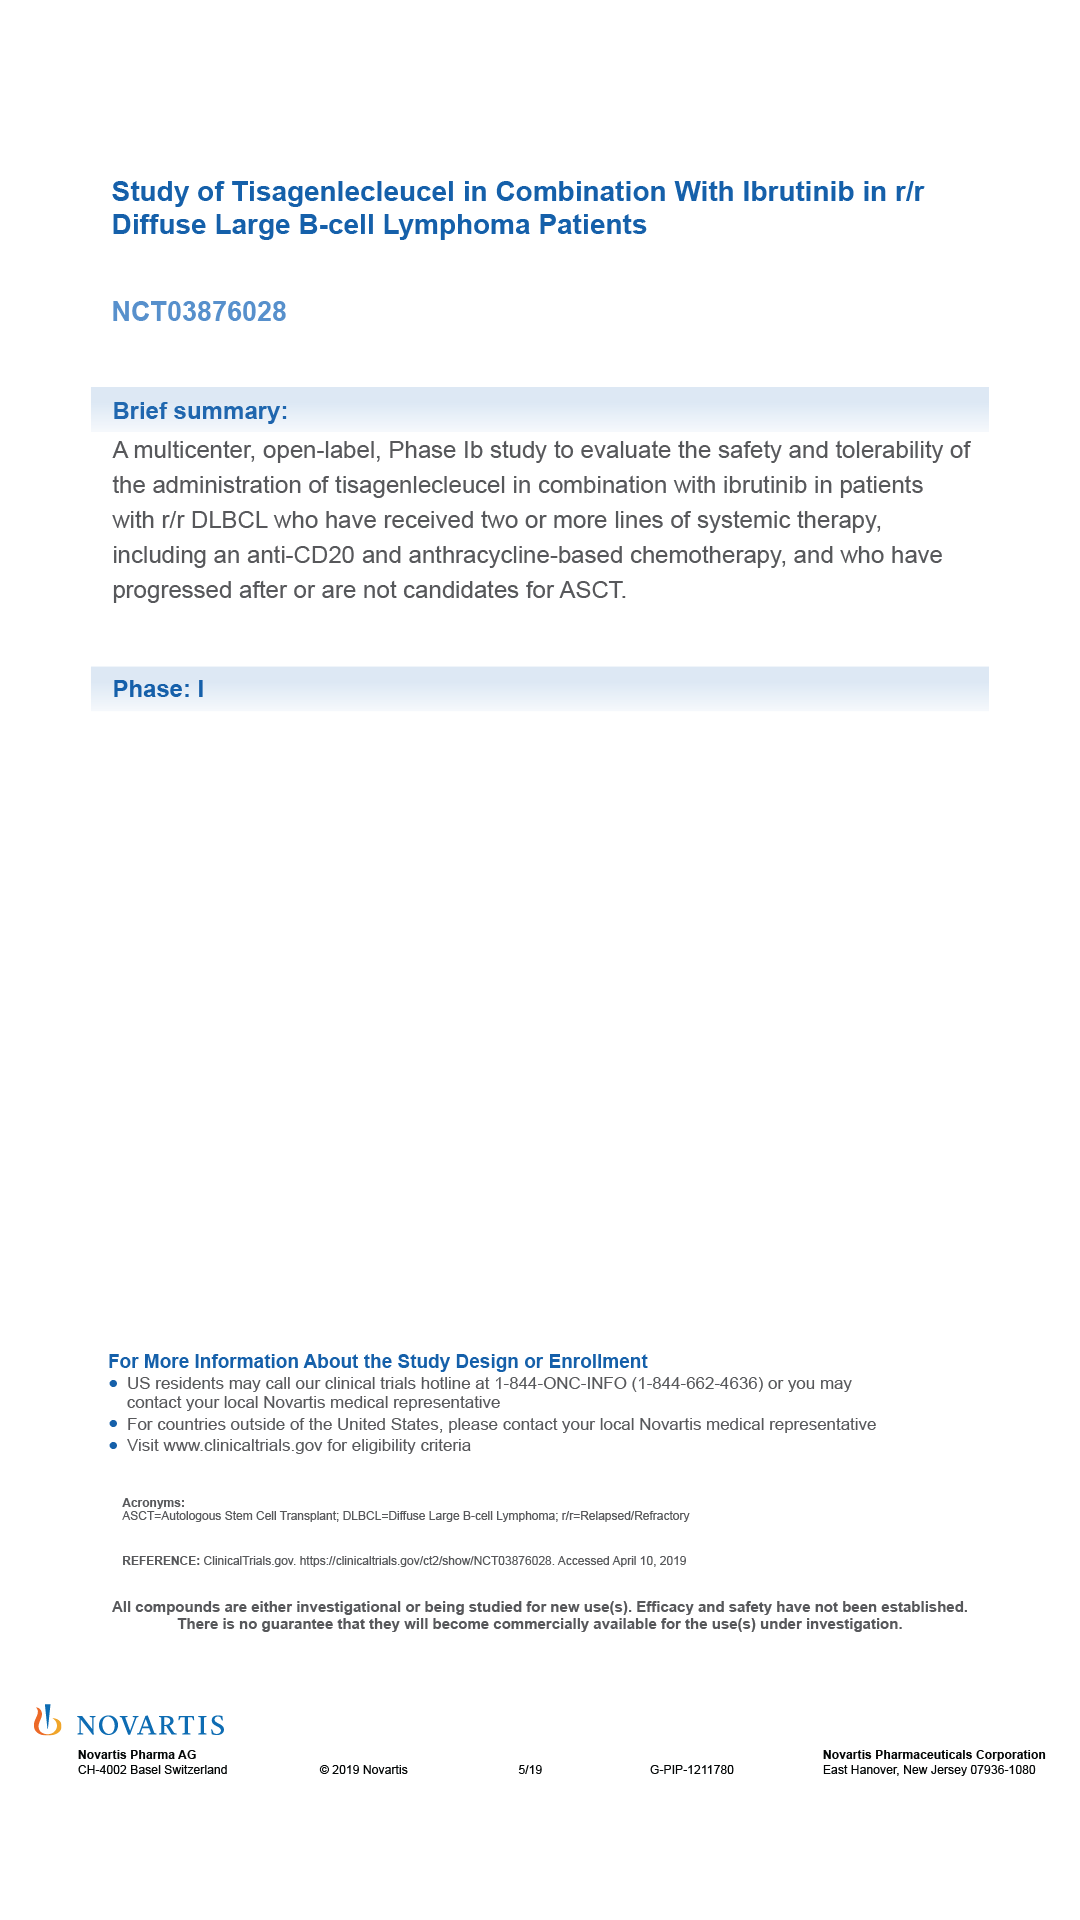 Study of Tisagenlecleucel in Combination With Ibrutinib in r/r
Diffuse Large B-cell Lymphoma Patients
NCT03876028
Brief summary:
A multicenter, open-label, Phase Ib study to evaluate the safety and tolerability of
the administration of tisagenlecleucel in combination with ibrutinib in patients
with r/r DLBCL who have received two or more lines of systemic therapy,
including an anti-CD20 and anthracycline-based chemotherapy, and who have
progressed after or are not candidates for ASCT.
Phase: I
For More Information About the Study Design or Enrollment
• US residents may call our clinical trials hotline at 1-844-ONC-INFO (1-844-662-4636) or you may
contact your local Novartis medical representative
• For countries outside of the United States, please contact your local Novartis medical representative
• Visit www.clinicaltrials.gov for eligibility criteria
Acronyms:
ASCT=Autologous Stem Cell Transplant; DLBCL=Diffuse Large B-cell Lymphoma; r/r=Relapsed/Refractory
REFERENCE: ClinicalTrials.gov. https://clinicaltrials.gov/ct2/show/NCT03876028. Accessed April 10, 2019
All compounds are either investigational or being studied for new use(s). Efficacy and safety have not been established.
There is no guarantee that they will become commercially available for the use(s) under investigation.
NOVARTIS
Novartis Pharma AG
CH-4002 Basel Switzerland
© 2019 Novartis
5/19
G-PIP-1211780
Novartis Pharmaceuticals Corporation
East Hanover, New Jersey 07936-1080